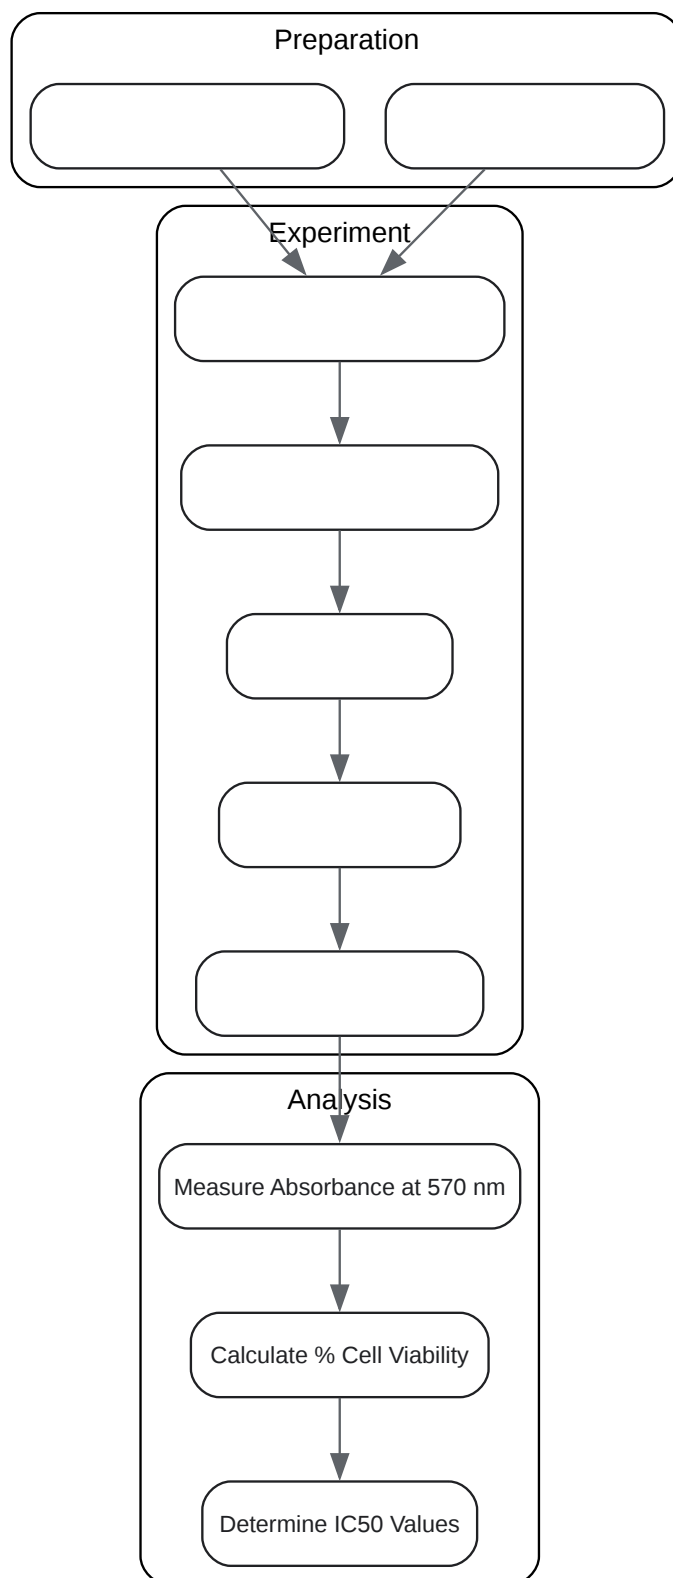 Preparation
Experiment
Analysis
Measure Absorbance at 570 nm
Calculate % Cell Viability
Determine IC50 Values